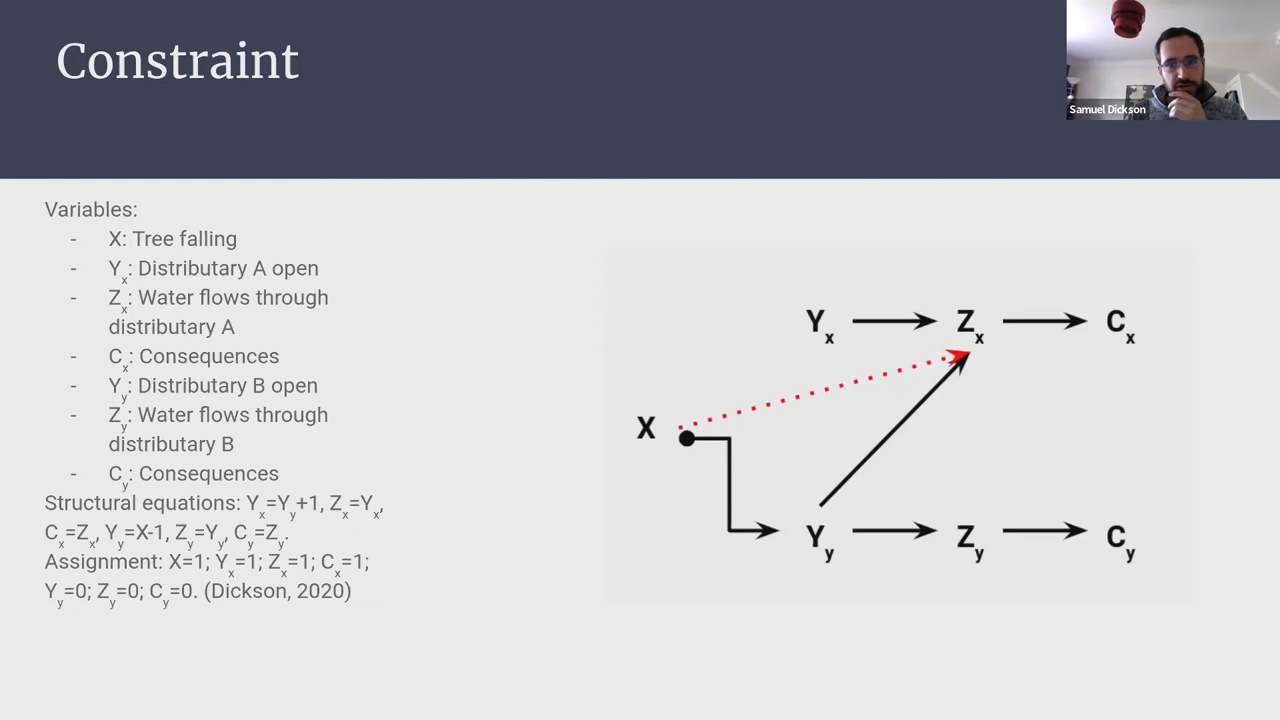 Constraint
Samuel Dickson
Variables:
- X: Tree falling
- Yx: Distributary A open
- Zx: Water flows through
distributary A
- Cx: Consequences
- Yy: Distributary B open
- Zy: Water flows through
distributary B
- Cy: Consequences
Structural equations: Yx=Yy+1, Zx=Yx,
Cx=Zx, Yy=X-1, Zy=Yy, Cy=Zy.
Assignment: X=1; Yx=1; Zx=1; Cx=1;
Yy=0; Zy=0; Cy=0. (Dickson, 2020)
Yx Zx Cx
X
Yy Zy Cy